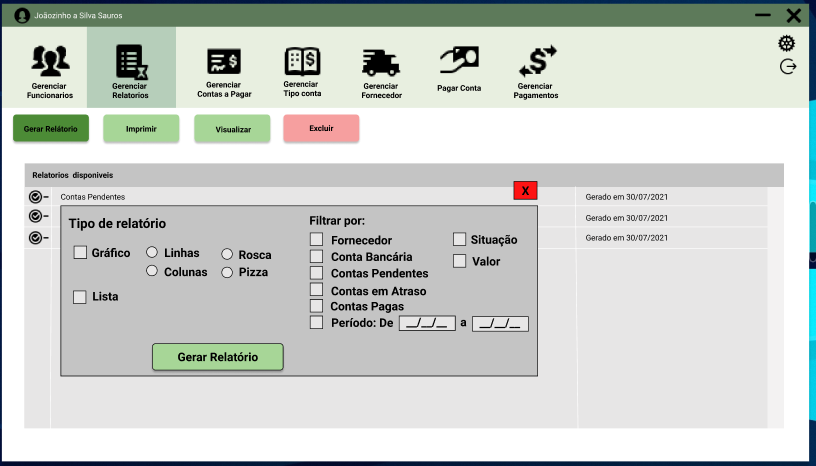 Joãozinho a Silva Sauros
Gerenciar
Funcionarios
Gerenciar
Relatorios
Gerenciar
Contas a Pagar
Gerenciar
Tipo conta
Gerenciar
Fornecedor
Pagar Conta
Gerenciar
Pagamentos
Gerar Relátorio
Imprimir
Visualizar
Excluir
Relatorios disponiveis
Contas Pendentes
Gerado em 30/07/2021
Gerado em 30/07/2021
Gerado em 30/07/2021
X
Tipo de relatório
Gráfico
Linhas
Rosca
Colunas
Pizza
Lista
Filtrar por:
Fornecedor
Situação
Conta Bancária
Valor
Contas Pendentes
Contas em Atraso
Contas Pagas
Período: De __/__/__ a __/__/__
Gerar Relatório